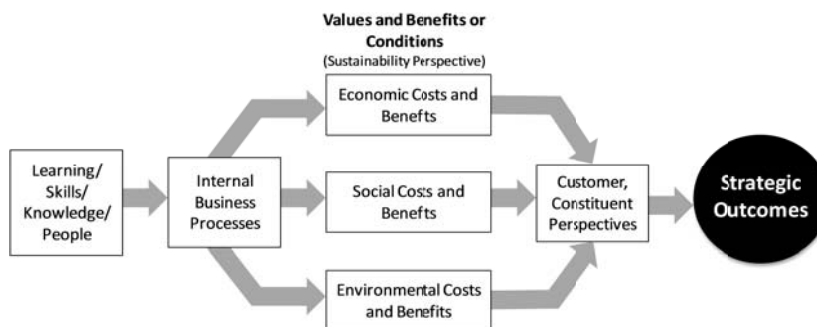 Values and Benefits or
Conditions
(Sustainability Perspective)
Economic Costs and
Benefits
Learning/
Skills/
Knowledge/
People
Internal
Business
Processes
Social Costs and
Benefits
Customer,
Constituent
Perspectives
Strategic
Outcomes
Environmental Costs
and Benefits